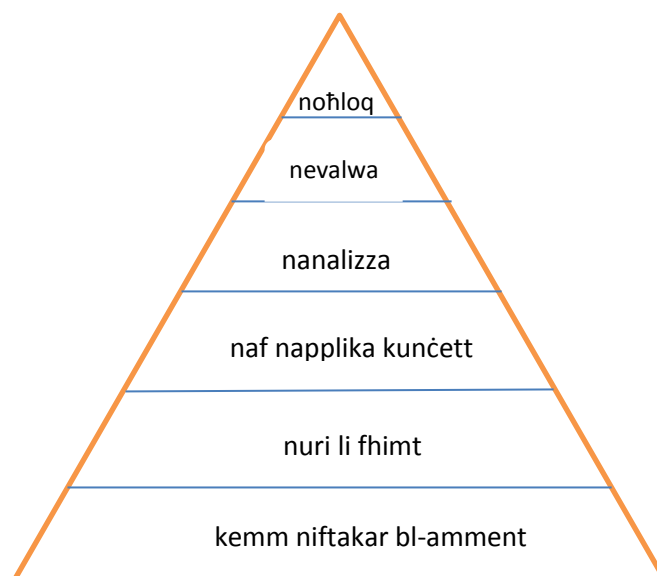 noħloq
nevalwa
nanalizza
naf napplika kunċett
nuri li fhimt
kemm niftakar bl-amment